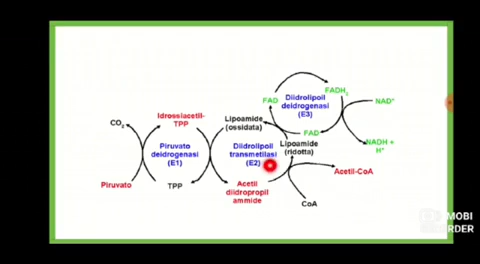 Diidrolipoil
deidrogenasi
(E3)
FADH₂
FAD
NAD⁺
CO₂
Idrossiacetil-
TPP
Lipoamide
(ossidata)
FAD
Piruvato
deidrogenasi
(E1)
Diidrolipoil
transmetilasi
(E2)
Lipoamide
(ridotta)
NADH +
H⁺
Acetil-CoA
Piruvato
TPP
Acetil
diidropropil
ammide
CoA
MOBI
ORDER